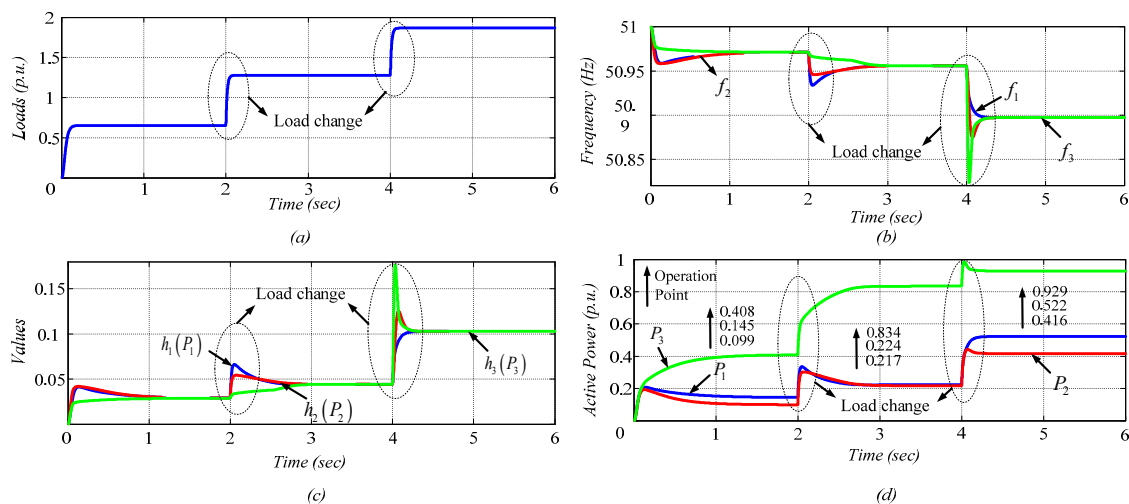 2
1.5
1
0.5
0
Loads (p.u.)
Load change
1 2 3 4 5 6
Time (sec)
(a)
51
50.95
50.
9
50.85
Frequency (Hz)
f2
f1
f3
Load change
0 1 2 3 4 5 6
Time (sec)
(b)
0.15
0.1
0.05
Values
Load change
h1(P1)
h2(P2)
h3(P3)
0 1 2 3 4 5 6
Time (sec)
(c)
1
0.8
0.6
0.4
0.2
0
Active Power (p.u.)
Operation
Point
0.408
0.145
0.099
0.834
0.224
0.217
0.929
0.522
0.416
P3
P1
P2
Load change
0 1 2 3 4 5 6
Time (sec)
(d)